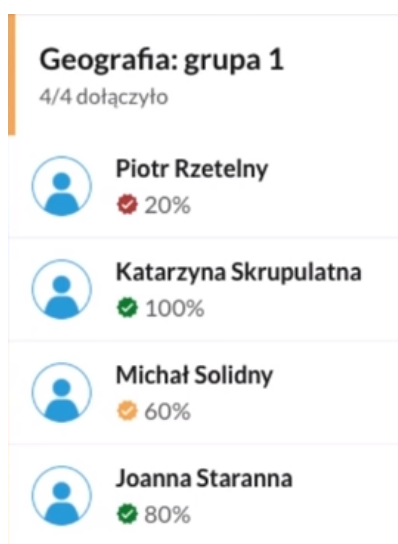 Geografia: grupa 1
4/4 dołączyło
Piotr Rzetelny
20%
Katarzyna Skrupulatna
100%
Michał Solidny
60%
Joanna Staranna
80%